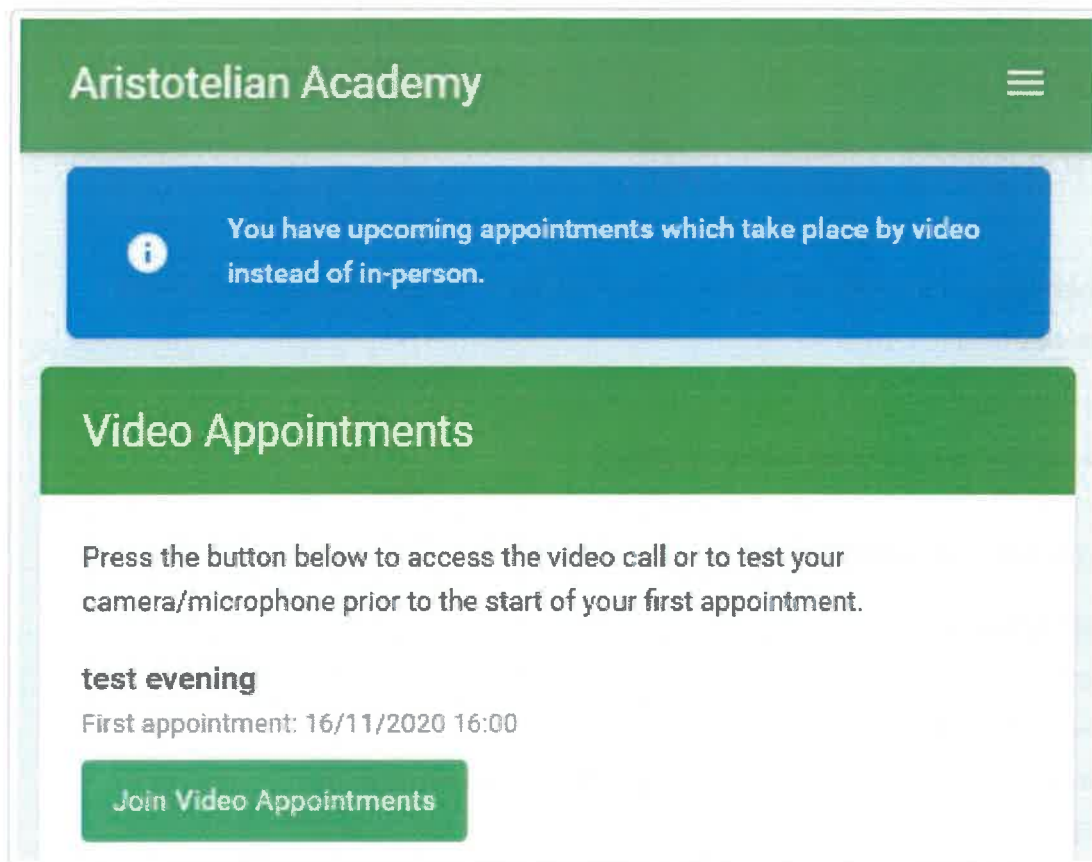 Aristotelian Academy
You have upcoming appointments which take place by video
instead of in-person.
Video Appointments
Press the button below to access the video call or to test your
camera/microphone prior to the start of your first appointment.
test evening
First appointment: 16/11/2020 16:00
Join Video Appointments